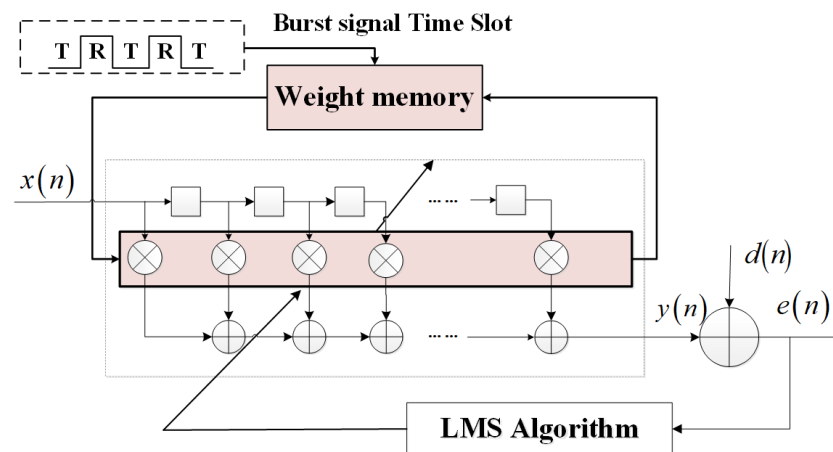 Burst signal Time Slot
T R T R T
Weight memory
x(n)
... ...
d(n)
y(n)
e(n)
... ...
LMS Algorithm